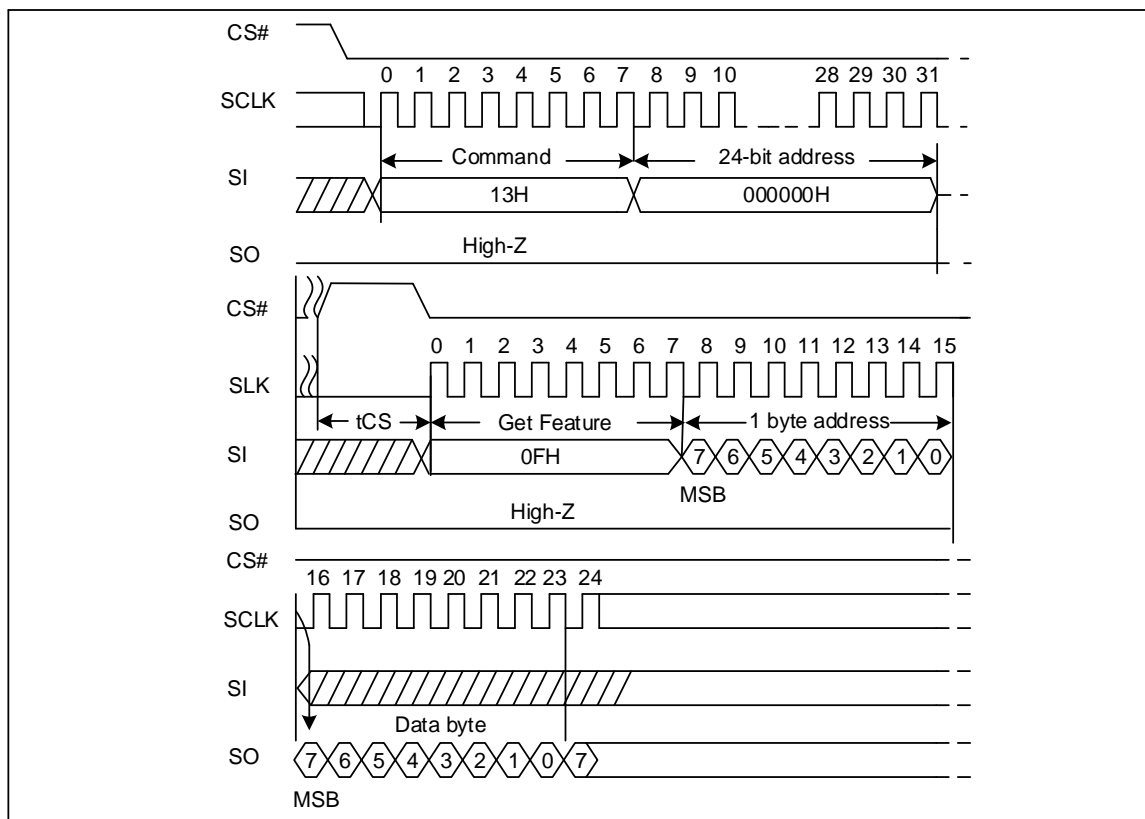 CS#
0 1 2 3 4 5 6 7 8 9 10 28 29 30 31
SCLK
Command 24-bit address
SI
13H 000000H
High-Z
SO
CS#
0 1 2 3 4 5 6 7 8 9 10 11 12 13 14 15
SLK
tCS Get Feature 1 byte address
SI 0FH 7 6 5 4 3 2 1 0
MSB
High-Z
SO
CS#
16 17 18 19 20 21 22 23 24
SCLK
SI
Data byte
SO 7 6 5 4 3 2 1 0 7
MSB